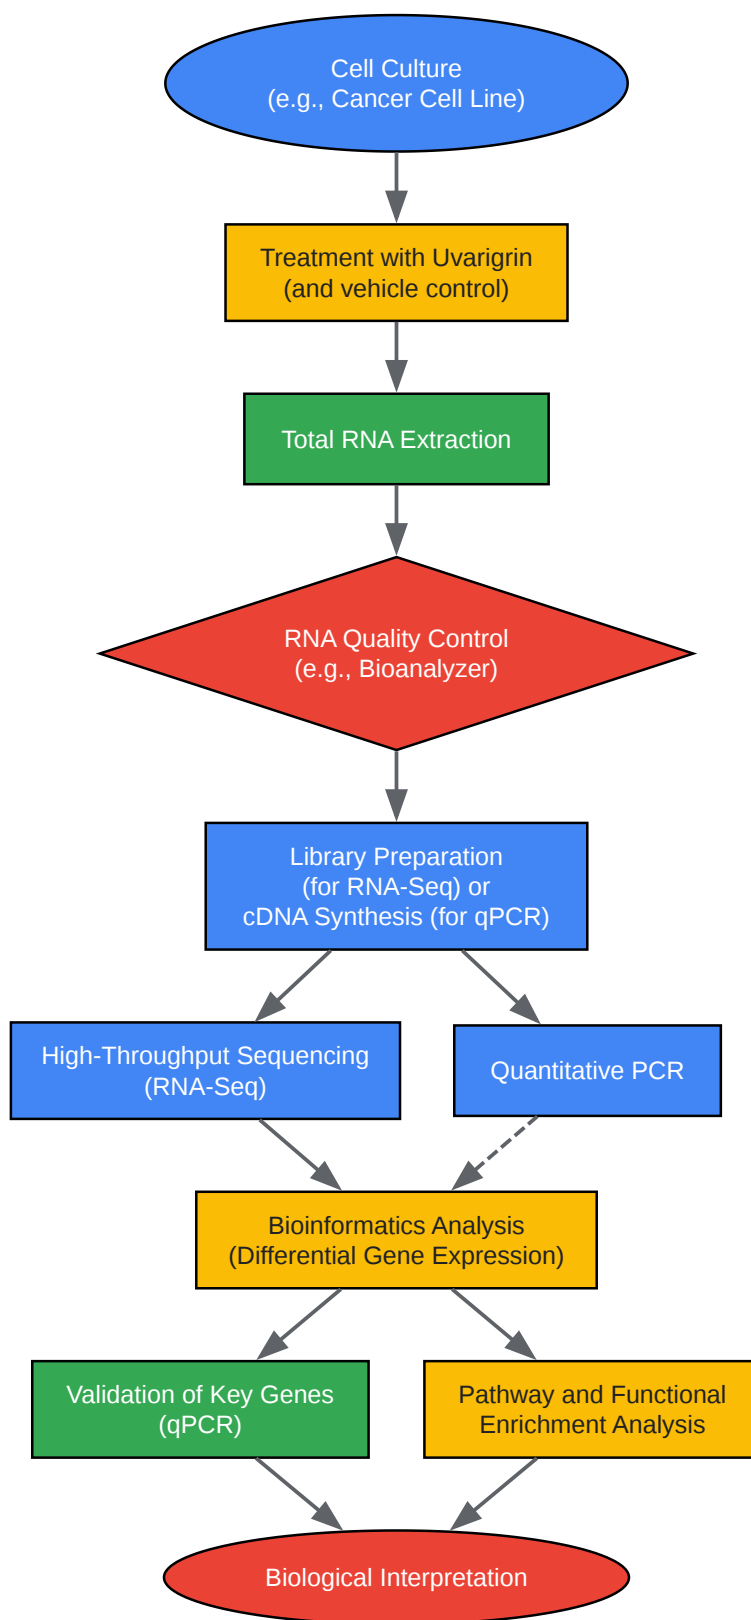 Cell Culture
(e.g., Cancer Cell Line)
Treatment with Uvarigrin
(and vehicle control)
Total RNA Extraction
RNA Quality Control
(e.g., Bioanalyzer)
Library Preparation
(for RNA-Seq) or
cDNA Synthesis (for qPCR)
High-Throughput Sequencing
(RNA-Seq)
Quantitative PCR
Bioinformatics Analysis
(Differential Gene Expression)
Validation of Key Genes
(qPCR)
Pathway and Functional
Enrichment Analysis
Biological Interpretation